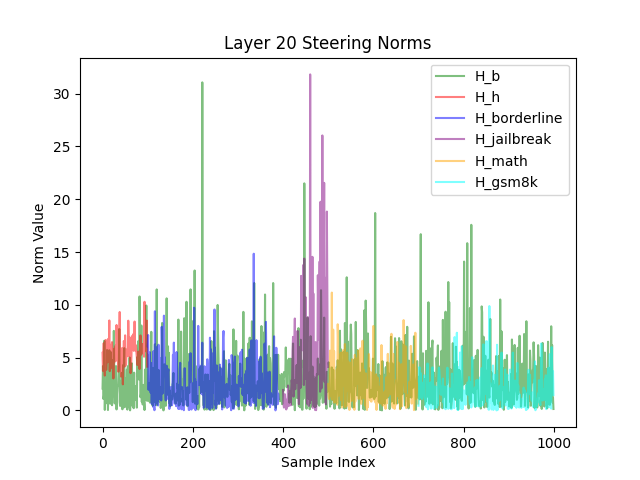 Layer 20 Steering Norms
H_b
H_h
H_borderline
H_jailbreak
H_math
H_gsm8k
30
25
20
15
10
5
0
Norm Value
0 200 400 600 800 1000
Sample Index